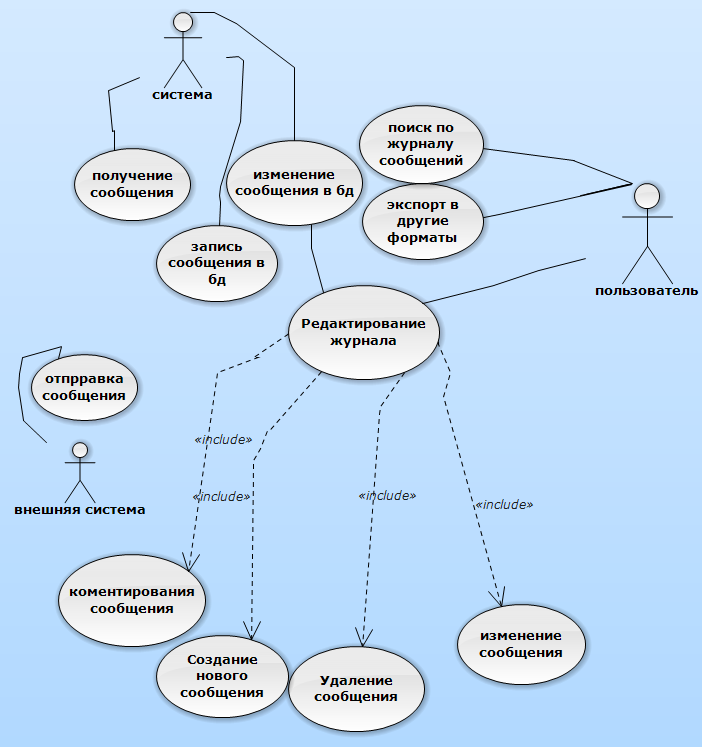 система
получение
сообщения
изменение
сообщения в бд
поиск по
журналу
сообщений
экспорт в
другие
форматы
запись
сообщения в
бд
пользователь
Редактирование
журнала
отпрравка
сообщения
внешняя система
«include»
«include»
«include»
«include»
коментирования
сообщения
Создание
нового
сообщения
Удаление
сообщения
изменение
сообщения